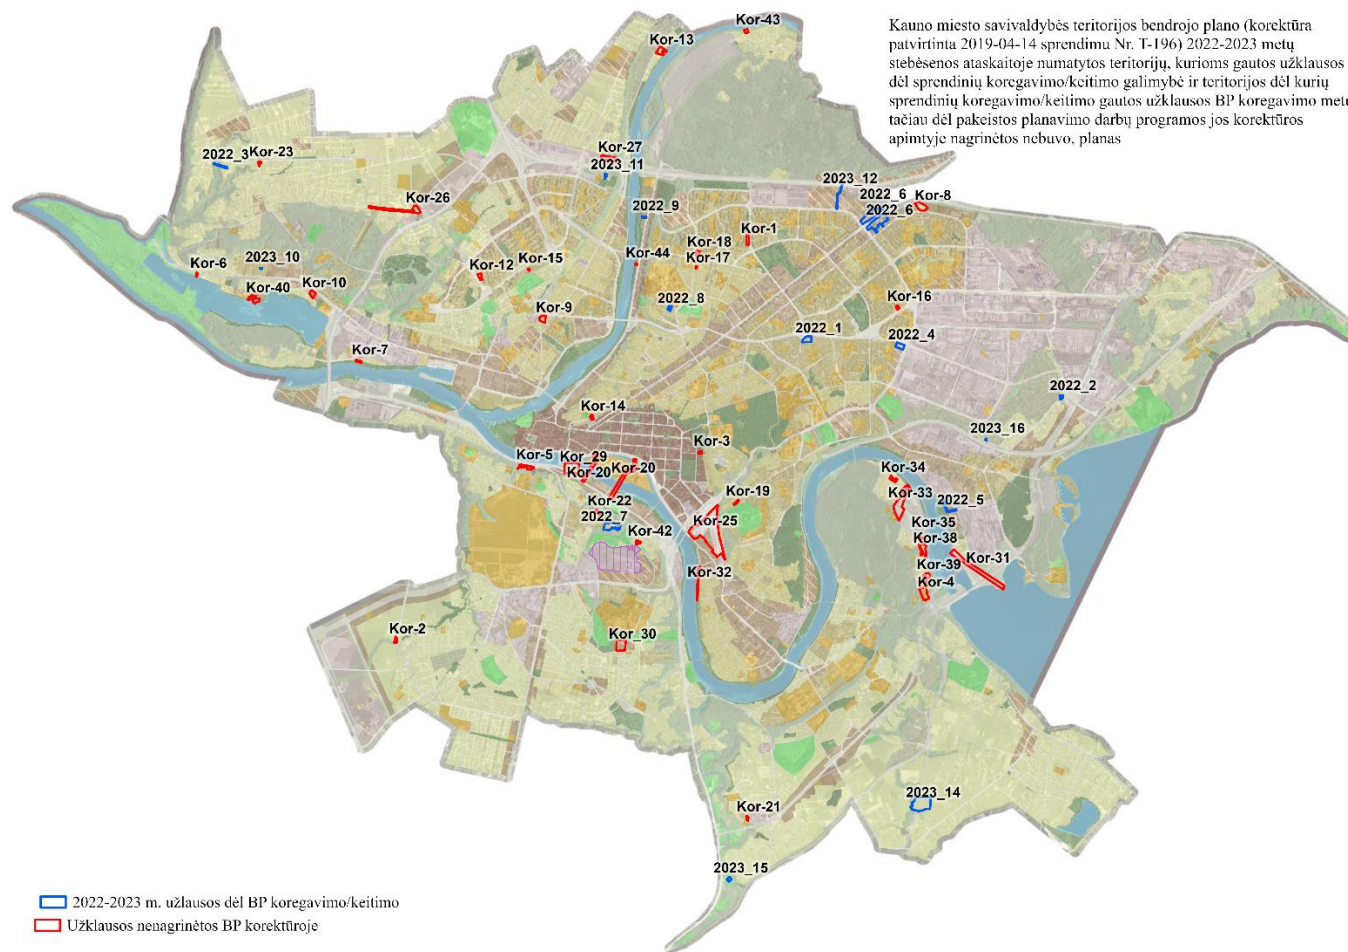 Kauno miesto savivaldybės teritorijos bendrojo plano (korektūra
patvirtinta 2019-04-14 sprendimu Nr. T-196) 2022-2023 metų
stebėsenos ataskaitoje numatytos teritorijų, kurioms gautos užklausos
dėl sprendinių koregavimo/keitimo galimybė ir teritorijos dėl kurių
sprendinių koregavimo/keitimo gautos užklausos BP koregavimo metu
tačiau dėl pakeistos planavimo darbų programos jos korektūros
apimtyje nagrinėtos nebuvo, planas
Kor-43
Kor-13
2022_3
Kor-23
Kor-27
2023_11
2023_12
2022_6
2022_6
Kor-8
Kor-26
2022_9
Kor-1
Kor-18
Kor-17
Kor-44
Kor-15
Kor-12
2023_10
Kor-6
Kor-40
Kor-10
2022_8
Kor-16
Kor-9
2022_1
2022_4
Kor-7
2022_2
Kor-14
2023_16
Kor-3
Kor-5
Kor_29
Kor-20
Kor-20
Kor-34
Kor-33
Kor-19
Kor-22
2022_5
2022_7
Kor-25
Kor-42
Kor-35
Kor-38
Kor-31
Kor-39
Kor-4
Kor-32
Kor-2
Kor_30
2023_14
Kor-21
2023_15
2022-2023 m. užlausos dėl BP koregavimo/keitimo
Užklausos nenagrinėtos BP korektūroje